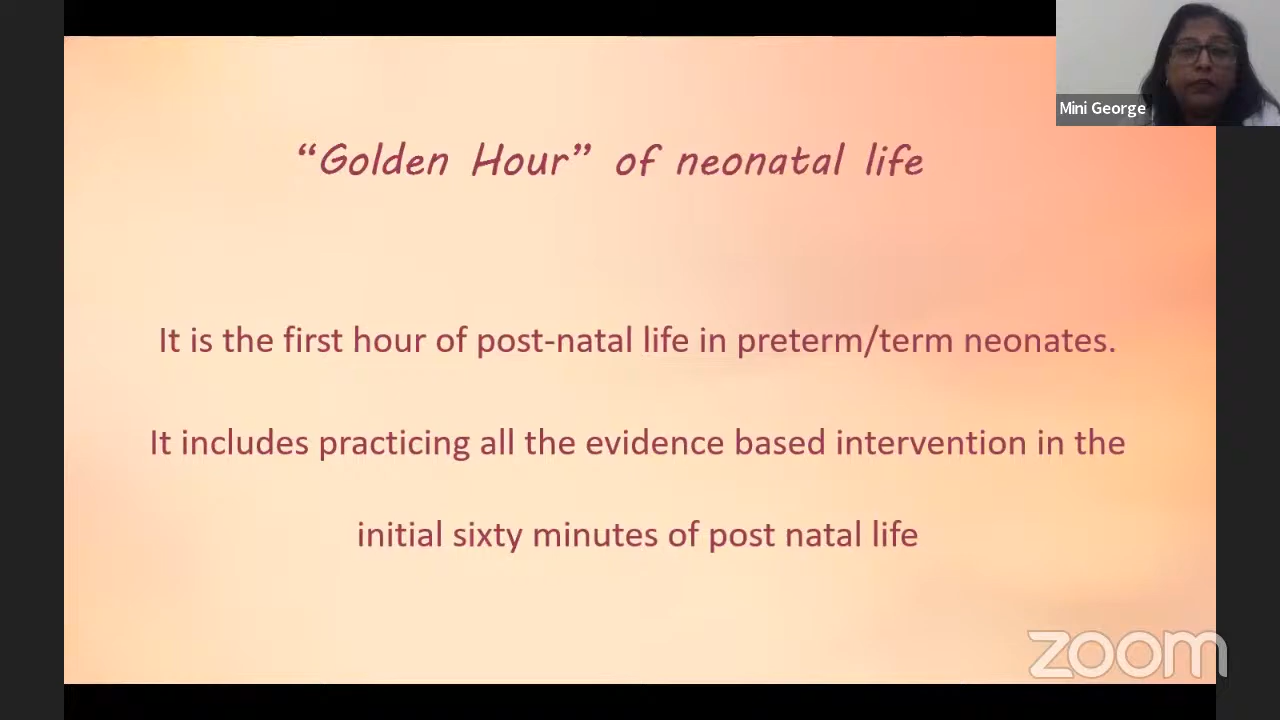 Mini George
“Golden Hour” of neonatal life
It is the first hour of post-natal life in preterm/term neonates.
It includes practicing all the evidence based intervention in the
initial sixty minutes of post natal life
zoom